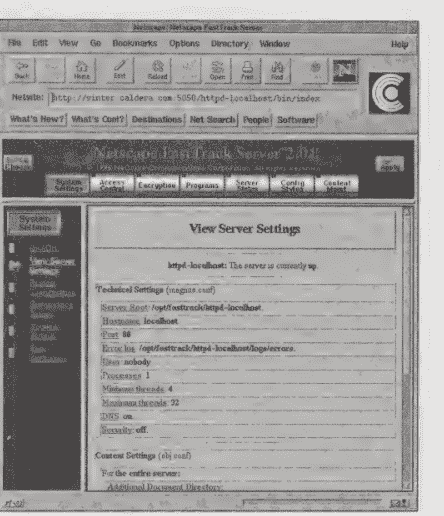 Netscape: Netscape FastTrack Server
File Edit View Go Bookmarks Options Directory Window Help
Back Home Edit Reload Open Print Find N
Netsite: http://vinter.caldera.com:5050/httpd-localhost/bin/index
What's New? What's Cool? Destinations Net Search People Software
Netscape FastTrack Server 2.01
Apply
System Settings Access Control Encryption Programs Server Status Config Styles Content Mgmt
System Settings
On/Off
View Server Settings
View Server Settings
httpd-localhost: The server is currently up.
Technical Settings (magnus.conf)
Server Root: /opt/fasttrack/httpd-localhost
Hostname: localhost
Port: 80
Error log: /opt/fasttrack/httpd-localhost/logs/errors
User: nobody
Processes: 1
Minimum threads: 4
Maximum threads: 32
DNS: on
Security: off
Content Settings (obj.conf)
For the entire server:
Additional Document Directory: